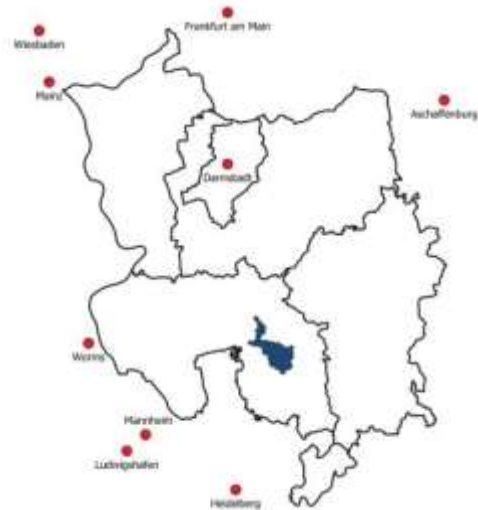 Frankfurt am Main
Wiesbaden
Mainz
Aschaffenburg
Darmstadt
Worms
Mannheim
Ludwigshafen
Heidelberg